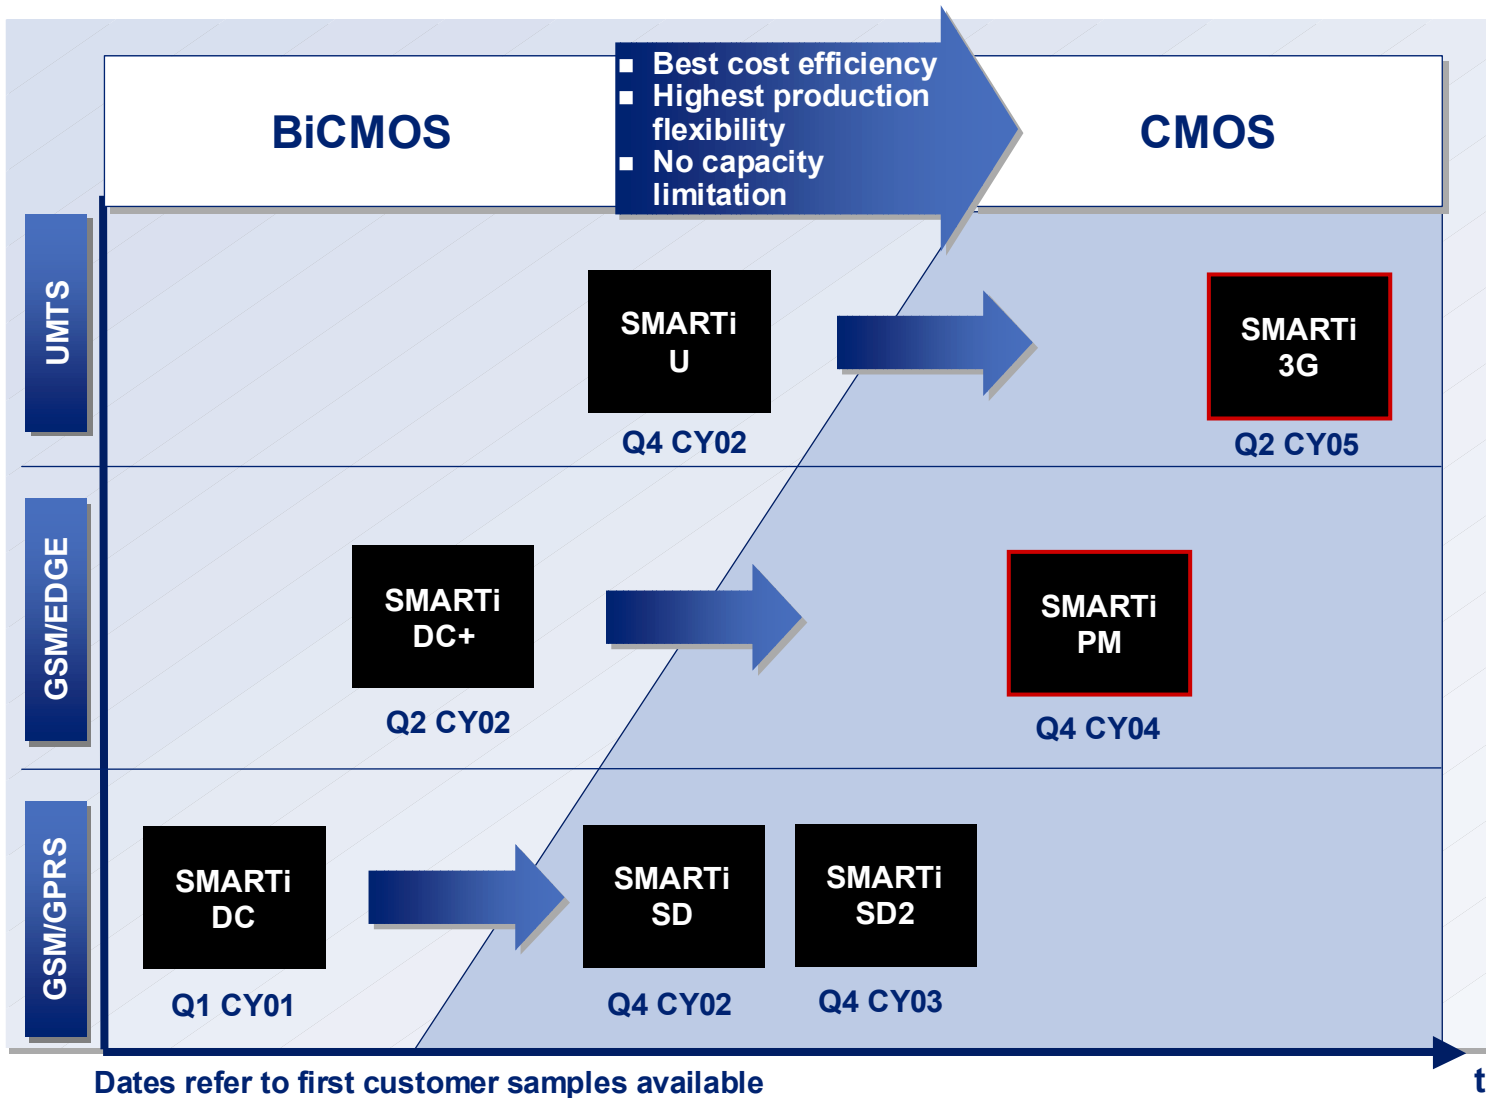 BiCMOS
Best cost efficiency
Highest production
flexibility
No capacity
limitation
CMOS
UMTS
SMARTi
U
Q4 CY02
SMARTi
3G
Q2 CY05
GSM/EDGE
SMARTi
DC+
Q2 CY02
SMARTi
PM
Q4 CY04
GSM/GPRS
SMARTi
DC
Q1 CY01
SMARTi
SD
Q4 CY02
SMARTi
SD2
Q4 CY03
Dates refer to first customer samples available
t